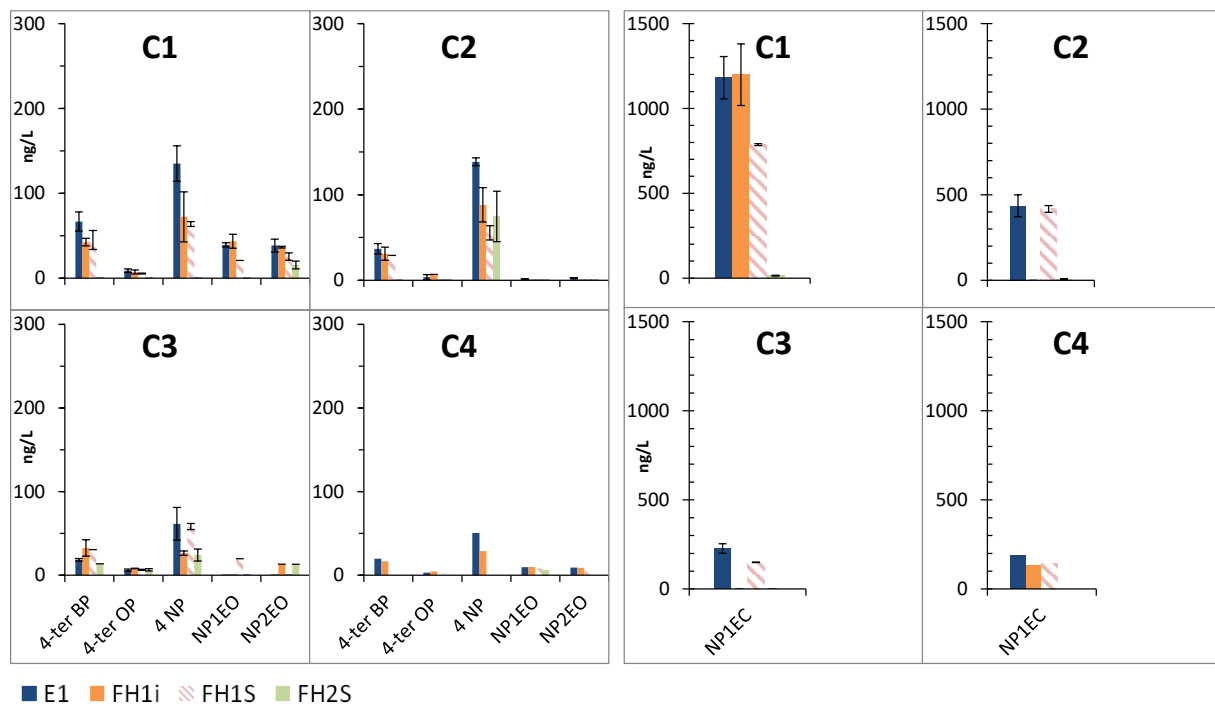 300
200
100
0
ng/L
C1
300
200
100
0
C2
1500
1000
500
0
ng/L
C1
1500
1000
500
0
C2
300
200
100
0
ng/L
C3
4-ter BP
4-ter OP
4 NP
NP1EO
NP2EO
300
200
100
0
C4
4-ter BP
4-ter OP
4 NP
NP1EO
NP2EO
1500
1000
500
0
ng/L
C3
NP1EC
1500
1000
500
0
C4
NP1EC
E1 FH1i FH1S FH2S